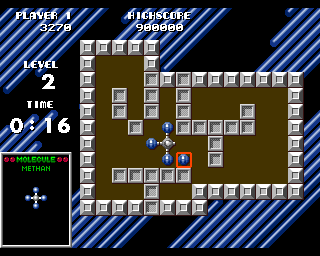 PLAYER 1
3270
HIGHSCORE
900000
LEVEL
2
TIME
0:16
MOLECULE
METHAN